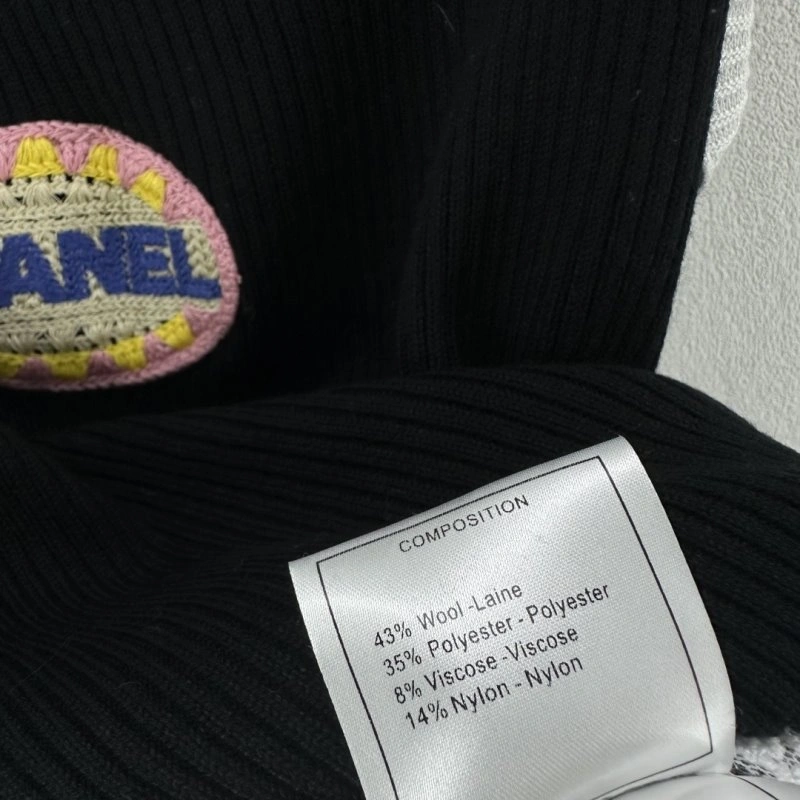 ANEL
COMPOSITION
43% Wool -Laine
35% Polyester - Polyester
8% Viscose -Viscose
14% Nylon - Nylon